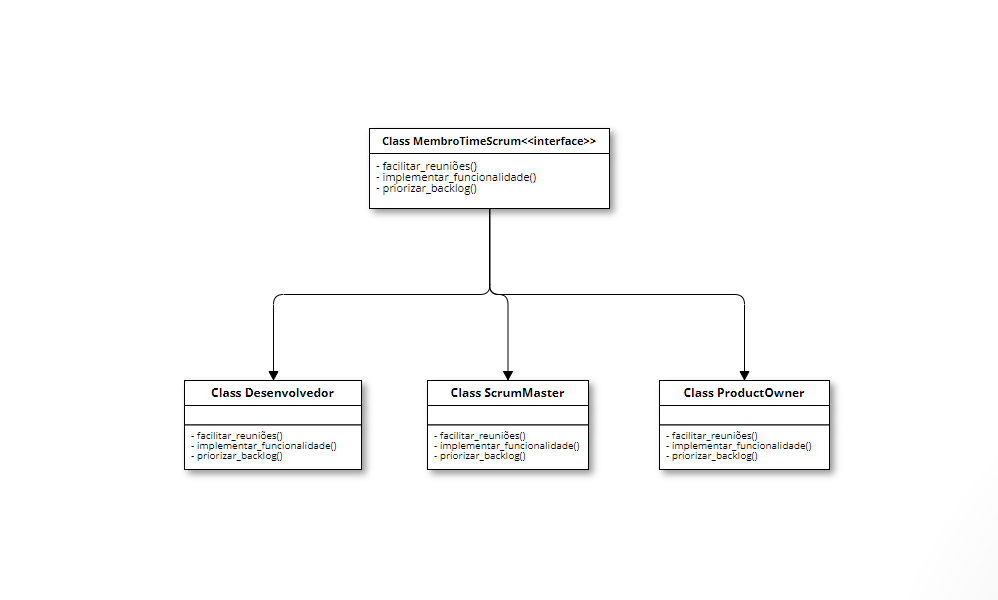 Class MembroTimeScrum<<interface>>
- facilitar_reuniões()
- implementar_funcionalidade()
- priorizar_backlog()
Class Desenvolvedor
- facilitar_reuniões()
- implementar_funcionalidade()
- priorizar_backlog()
Class ScrumMaster
- facilitar_reuniões()
- implementar_funcionalidade()
- priorizar_backlog()
Class ProductOwner
- facilitar_reuniões()
- implementar_funcionalidade()
- priorizar_backlog()